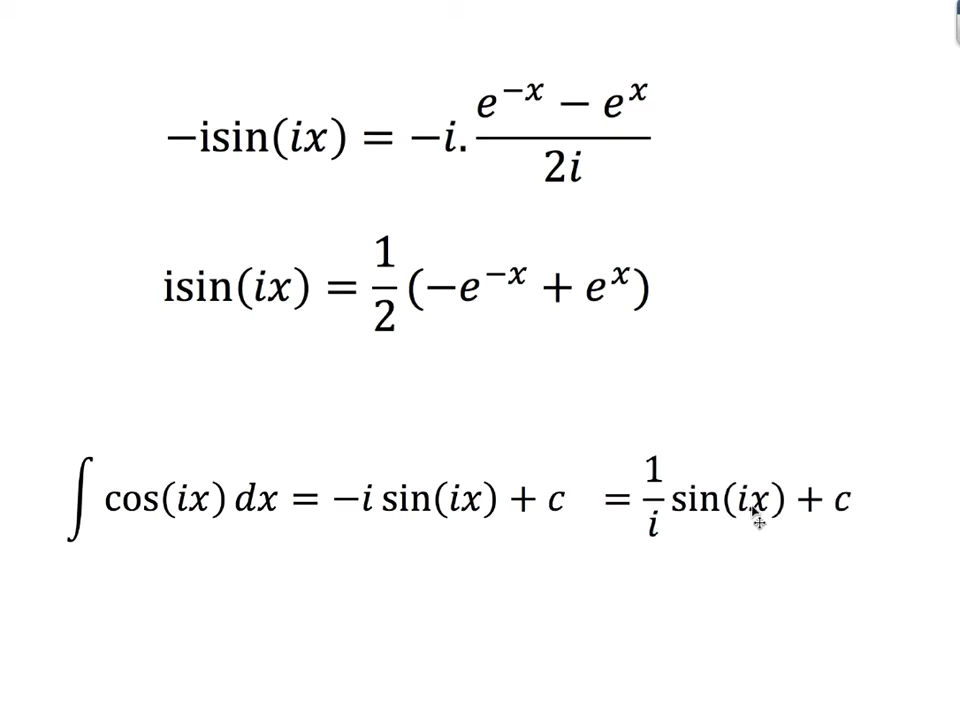 −isin(ix) = −i. (e^{−x} − e^{x})/(2i)
isin(ix) = 1/2 (−e^{−x} + e^{x})
∫ cos(ix) dx = −i sin(ix) + c = 1/i sin(ix) + c